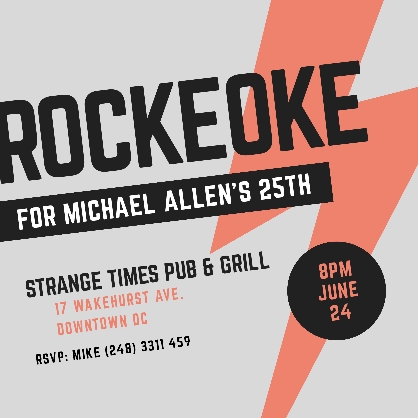 ROCKEOKE
FOR MICHAEL ALLEN'S 25TH
STRANGE TIMES PUB & GRILL
17 WAKEHURST AVE.
DOWNTOWN DC
RSVP: MIKE (248) 3311 459
8PM
JUNE
24